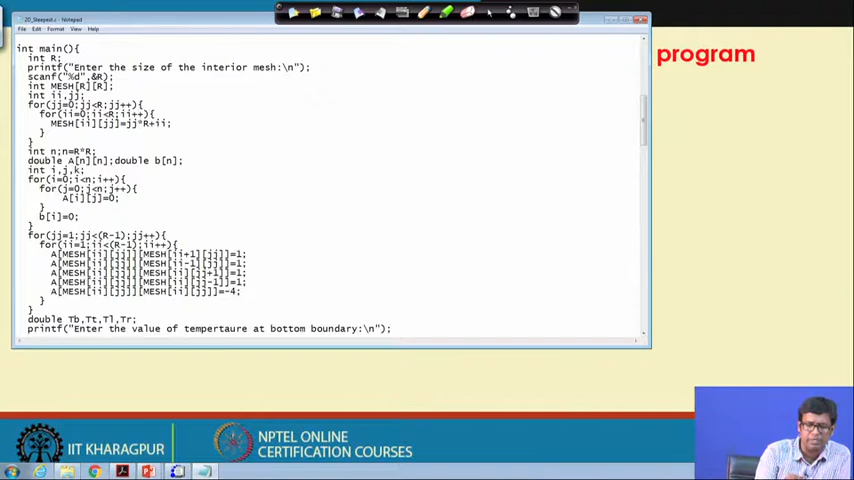 2D_Steepest.c - Notepad
File Edit Format View Help
int main(){
int R;
printf("Enter the size of the interior mesh:\n");
scanf("%d",&R);
int MESH[R][R];
int ii,jj;
for(jj=0;jj<R;jj++){
for(ii=0;ii<R;ii++){
MESH[ii][jj]=jj*R+ii;
}
}
int n;n=R*R;
double A[n][n];double b[n];
int i,j,k;
for(i=0;i<n;i++){
for(j=0;j<n;j++){
A[i][j]=0;
}
b[i]=0;
}
for(jj=1;jj<(R-1);jj++){
for(ii=1;ii<(R-1);ii++){
A[MESH[ii][jj]][MESH[ii+1][jj]]=1;
A[MESH[ii][jj]][MESH[ii-1][jj]]=1;
A[MESH[ii][jj]][MESH[ii][jj+1]]=1;
A[MESH[ii][jj]][MESH[ii][jj-1]]=1;
A[MESH[ii][jj]][MESH[ii][jj]]=-4;
}
}
double Tb,Tt,Tl,Tr;
printf("Enter the value of tempertaure at bottom boundary:\n");
program
IIT KHARAGPUR
NPTEL ONLINE
CERTIFICATION COURSES